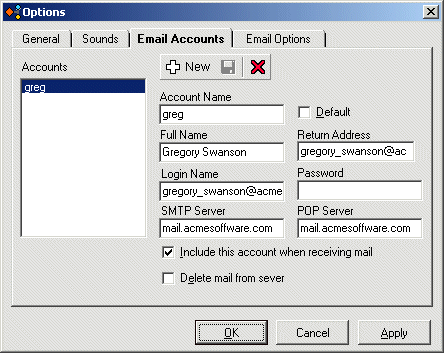 Options
General Sounds Email Accounts Email Options
Accounts
greg
New
Account Name
greg
Default
Full Name Return Address
Gregory Swanson gregory_swanson@ac
Login Name Password
gregory_swanson@acme
SMTP Server POP Server
mail.acmesoffware.com mail.acmesoffware.com
Include this account when receiving mail
Delete mail from sever
OK Cancel Apply